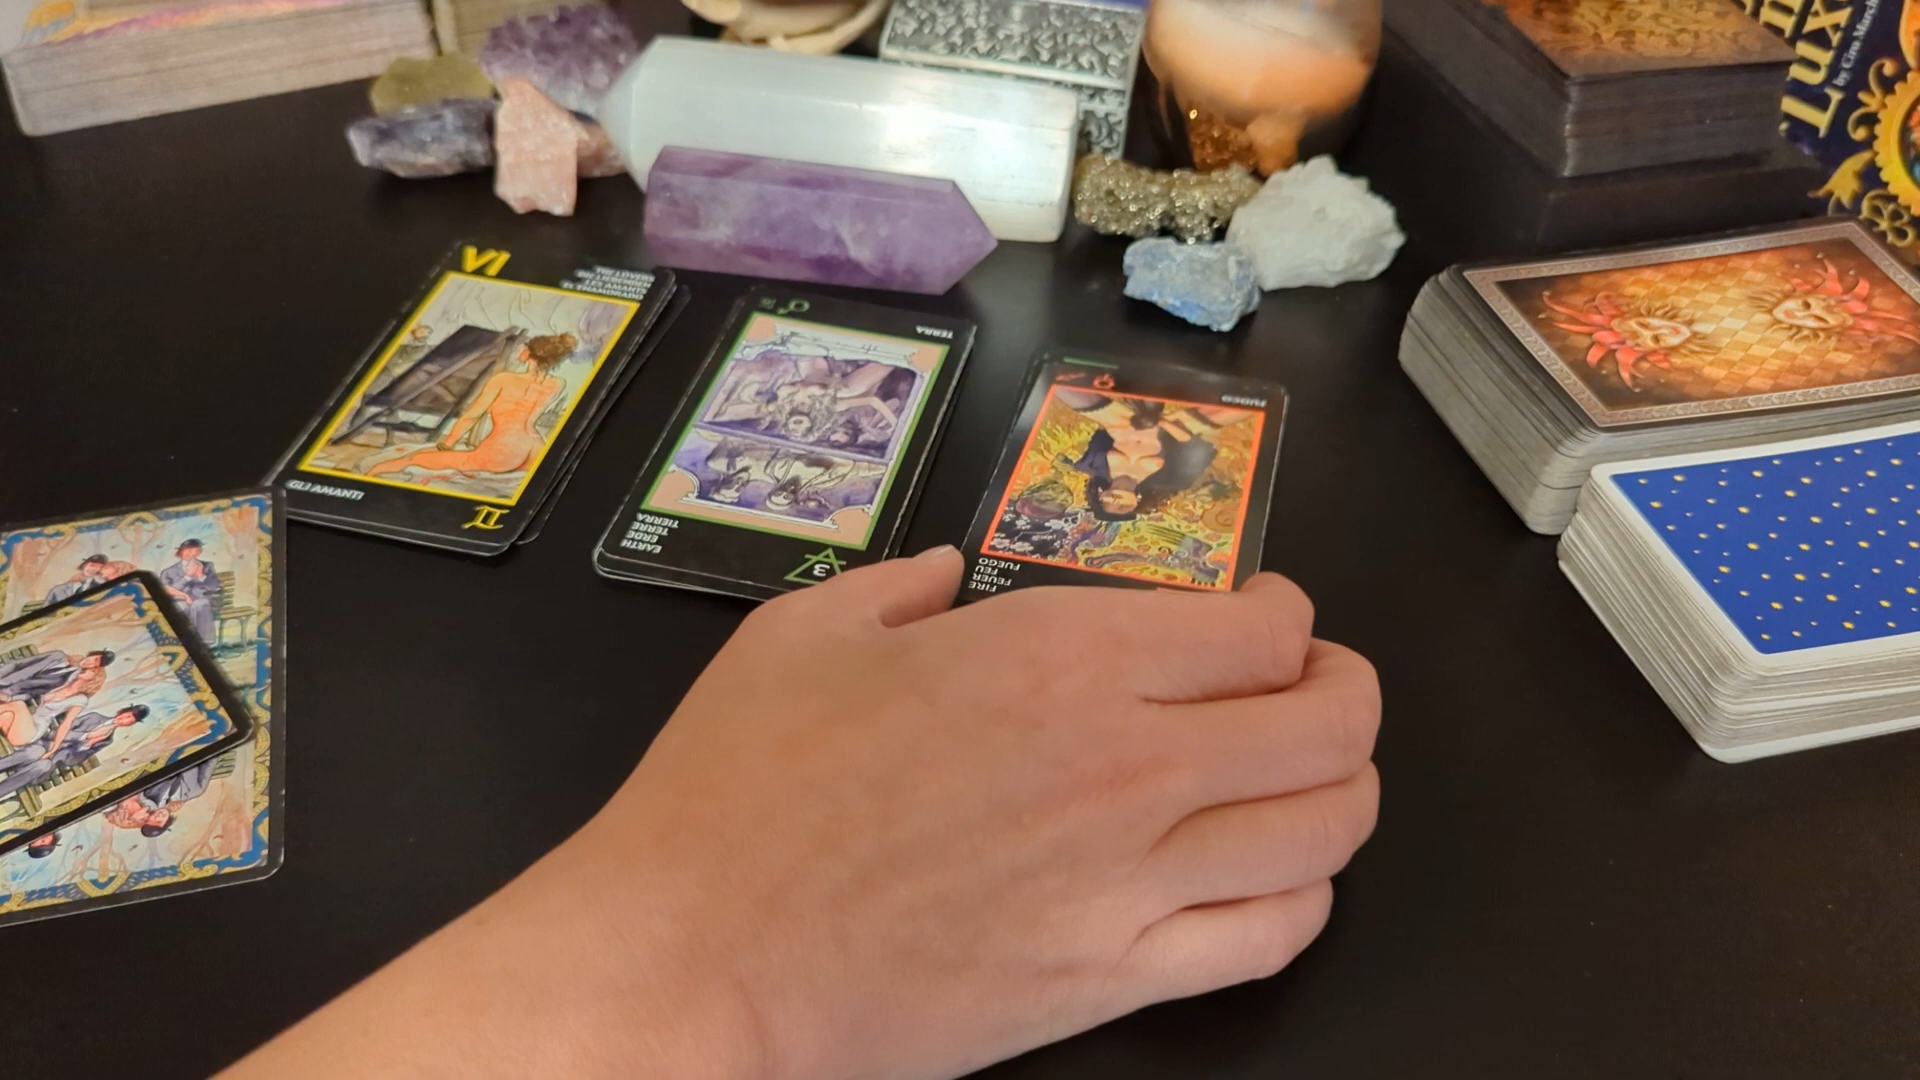 VI
THE LOVERS
DIE LIEBENDEN
LES AMANTS
EL ENAMORADO
GLI AMANTI
TERRA
EARTH
TERRE
ERDE
TIERRA
3
FUOCO
FIRE
FEUER
FEU
FUEGO
Lux
by Ciro March